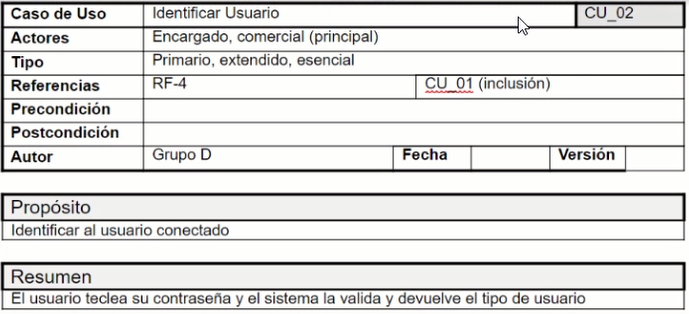 Caso de Uso Identificar Usuario CU_02
Actores Encargado, comercial (principal)
Tipo Primario, extendido, esencial
Referencias RF-4 CU_01 (inclusión)
Precondición
Postcondición
Autor Grupo D Fecha Versión
Propósito
Identificar al usuario conectado
Resumen
El usuario teclea su contraseña y el sistema la valida y devuelve el tipo de usuario